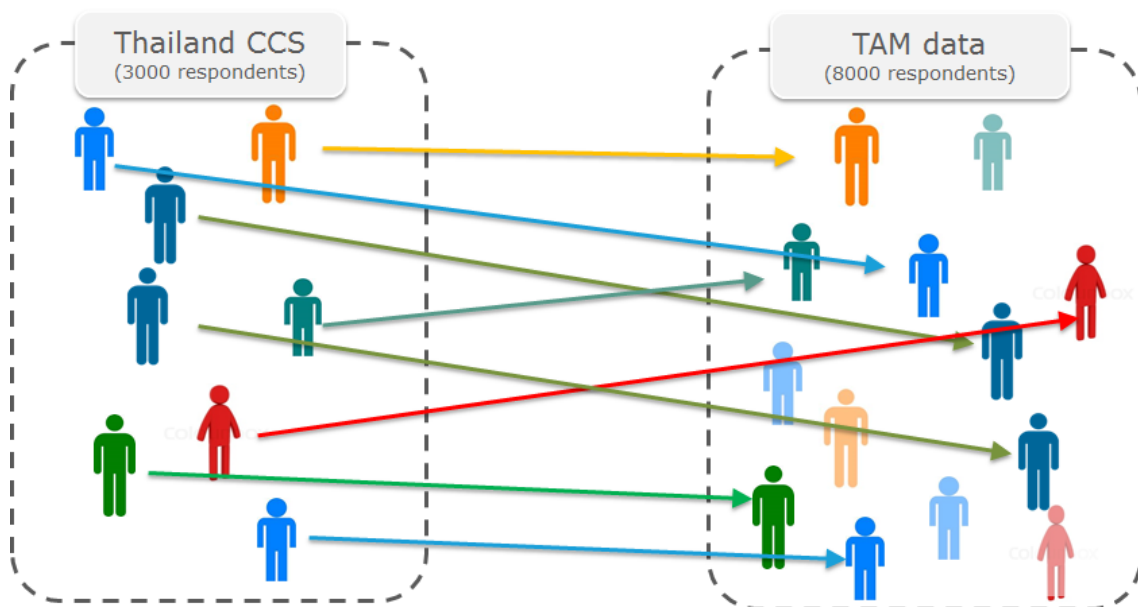 Thailand CCS
(3000 respondents)
TAM data
(8000 respondents)